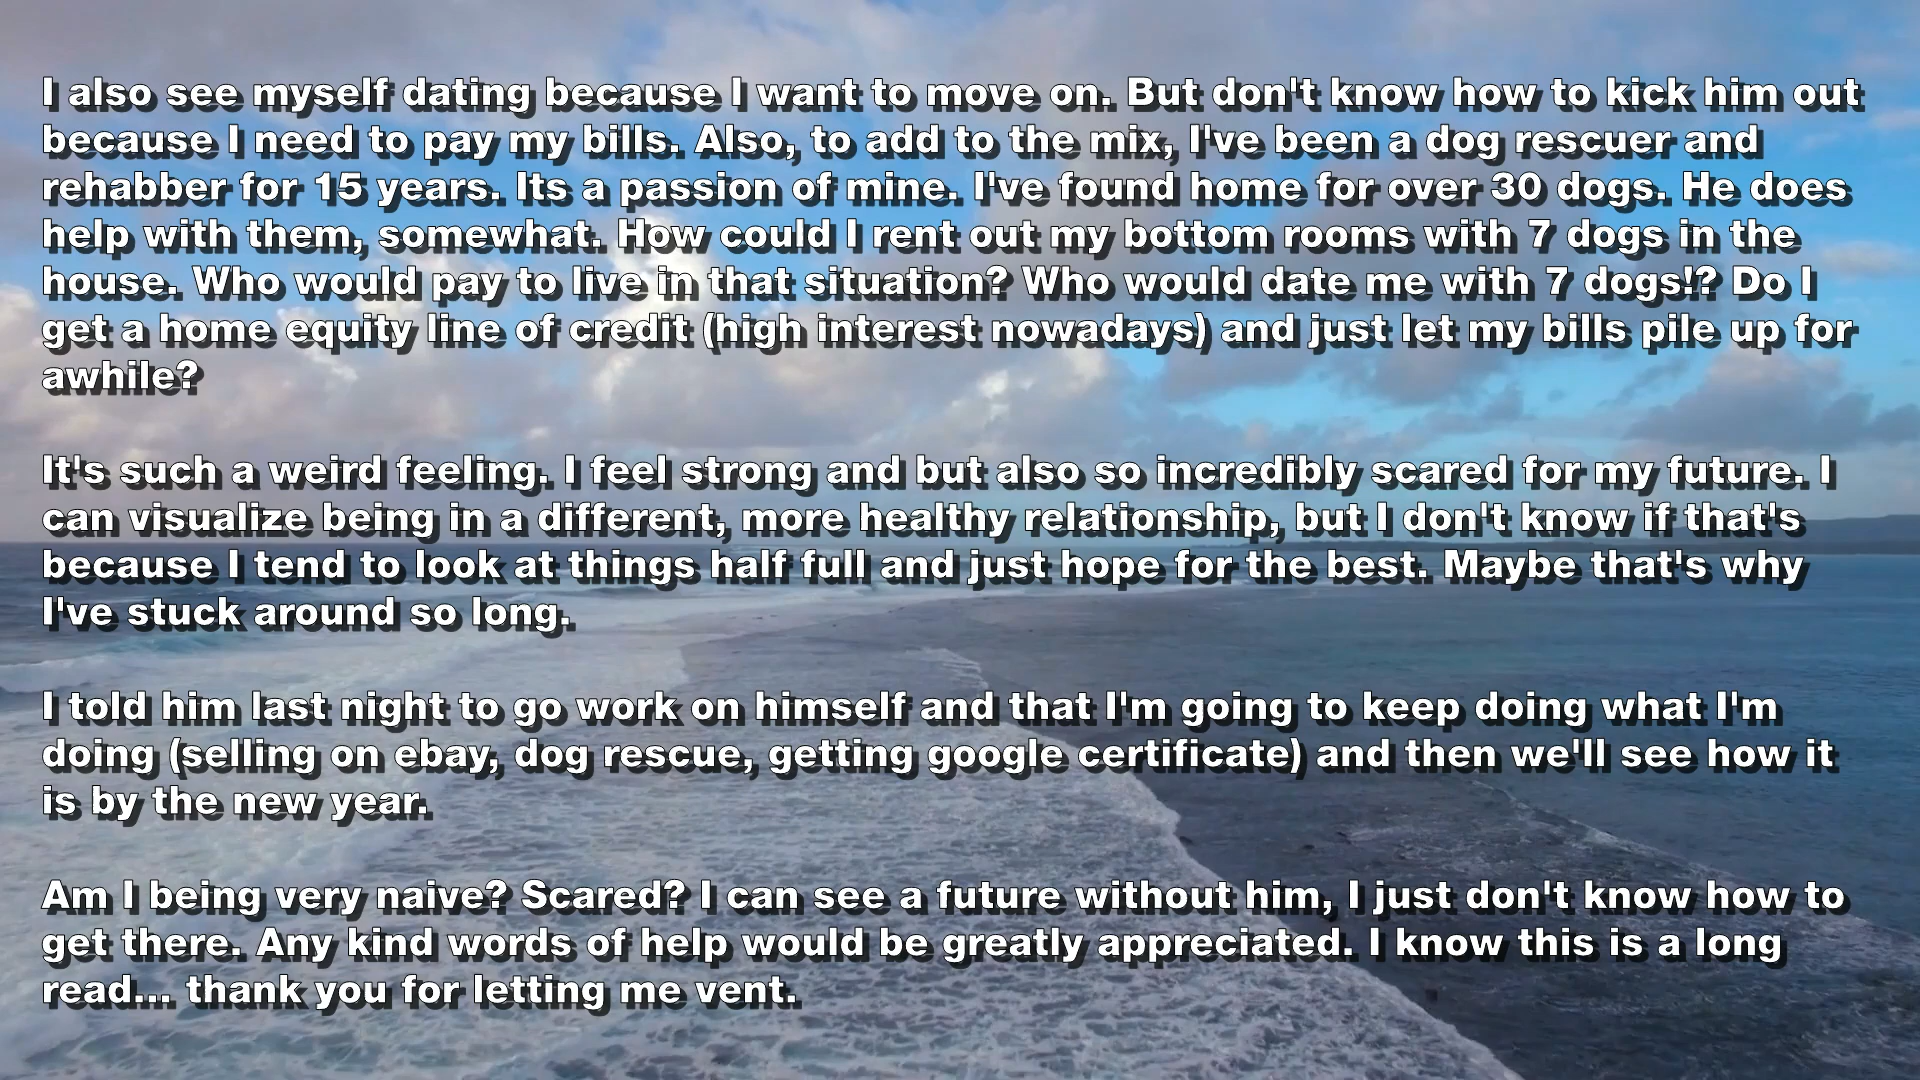 I also see myself dating because I want to move on. But don't know how to kick him out
because I need to pay my bills. Also, to add to the mix, I've been a dog rescuer and
rehabber for 15 years. Its a passion of mine. I've found home for over 30 dogs. He does
help with them, somewhat. How could I rent out my bottom rooms with 7 dogs in the
house. Who would pay to live in that situation? Who would date me with 7 dogs!? Do I
get a home equity line of credit (high interest nowadays) and just let my bills pile up for
awhile?
It's such a weird feeling. I feel strong and but also so incredibly scared for my future. I
can visualize being in a different, more healthy relationship, but I don't know if that's
because I tend to look at things half full and just hope for the best. Maybe that's why
I've stuck around so long.
I told him last night to go work on himself and that I'm going to keep doing what I'm
doing (selling on ebay, dog rescue, getting google certificate) and then we'll see how it
is by the new year.
Am I being very naive? Scared? I can see a future without him, I just don't know how to
get there. Any kind words of help would be greatly appreciated. I know this is a long
read... thank you for letting me vent.